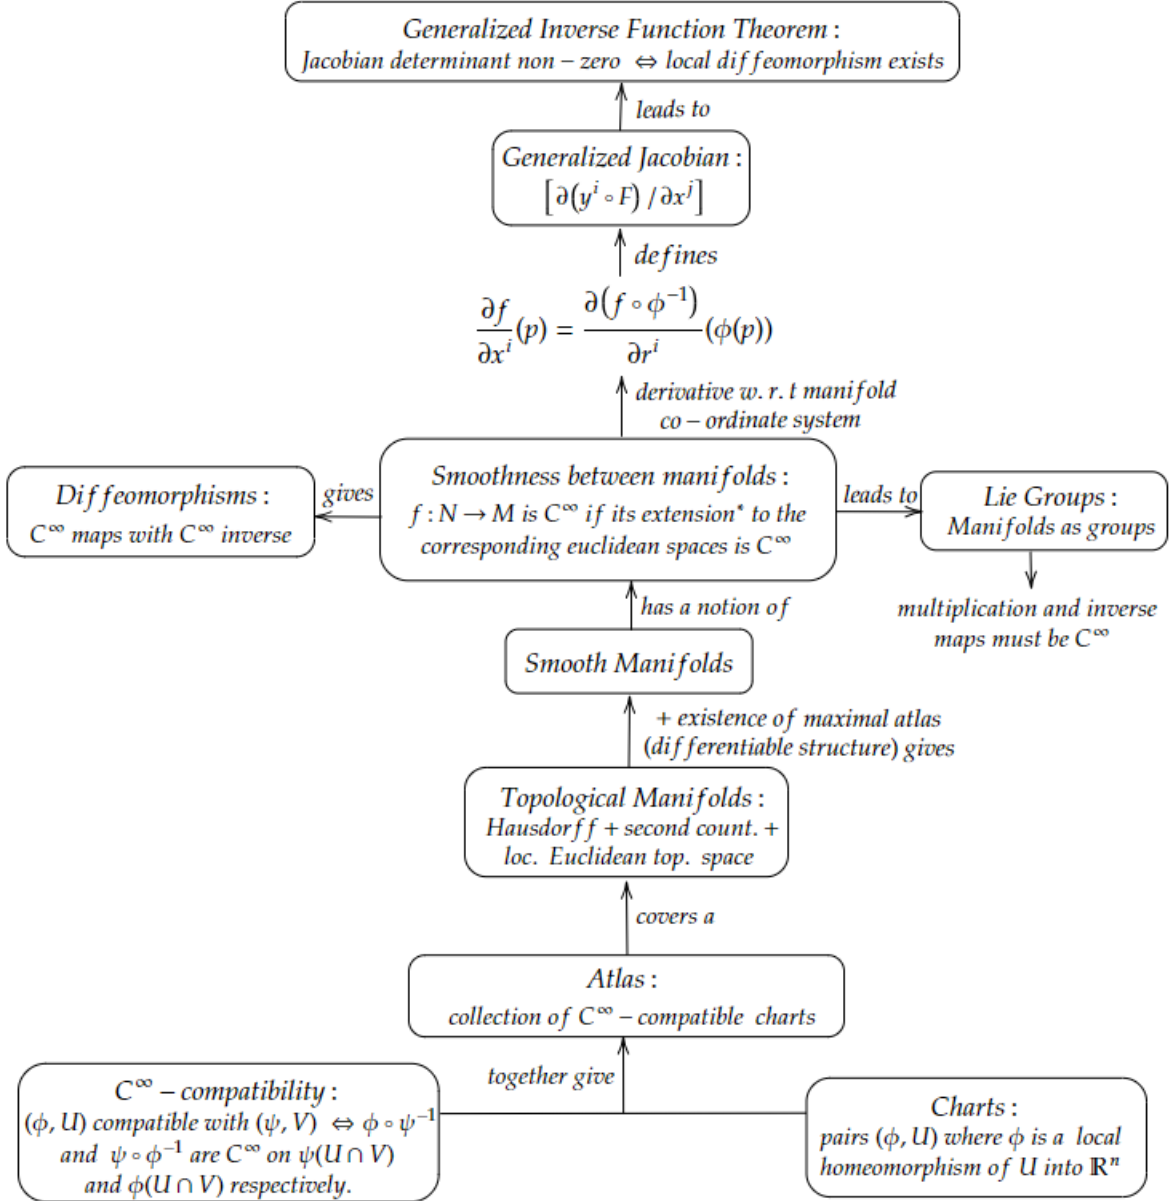 Generalized Inverse Function Theorem :
Jacobian determinant non − zero ⇔ local diffeomorphism exists
leads to
Generalized Jacobian :
[∂(yⁱ ∘ F) /∂xʲ]
defines
∂f/∂xⁱ (p) = ∂(f ∘ ϕ⁻¹)/∂rⁱ (ϕ(p))
derivative w. r. t manifold
co − ordinate system
Smoothness between manifolds :
f : N → M is C^∞ if its extension* to the
corresponding euclidean spaces is C^∞
gives
Diffeomorphisms :
C^∞ maps with C^∞ inverse
leads to
Lie Groups :
Manifolds as groups
multiplication and inverse
maps must be C^∞
has a notion of
Smooth Manifolds
+ existence of maximal atlas
(differentiable structure) gives
Topological Manifolds :
Hausdorff + second count. +
loc. Euclidean top. space
covers a
Atlas :
collection of C^∞ − compatible charts
together give
C^∞ − compatibility :
(ϕ, U) compatible with (ψ, V) ⇔ ϕ ∘ ψ⁻¹
and ψ ∘ ϕ⁻¹ are C^∞ on ψ(U ∩ V)
and ϕ(U ∩ V) respectively.
Charts :
pairs (ϕ, U) where ϕ is a local
homeomorphism of U into ℝⁿ